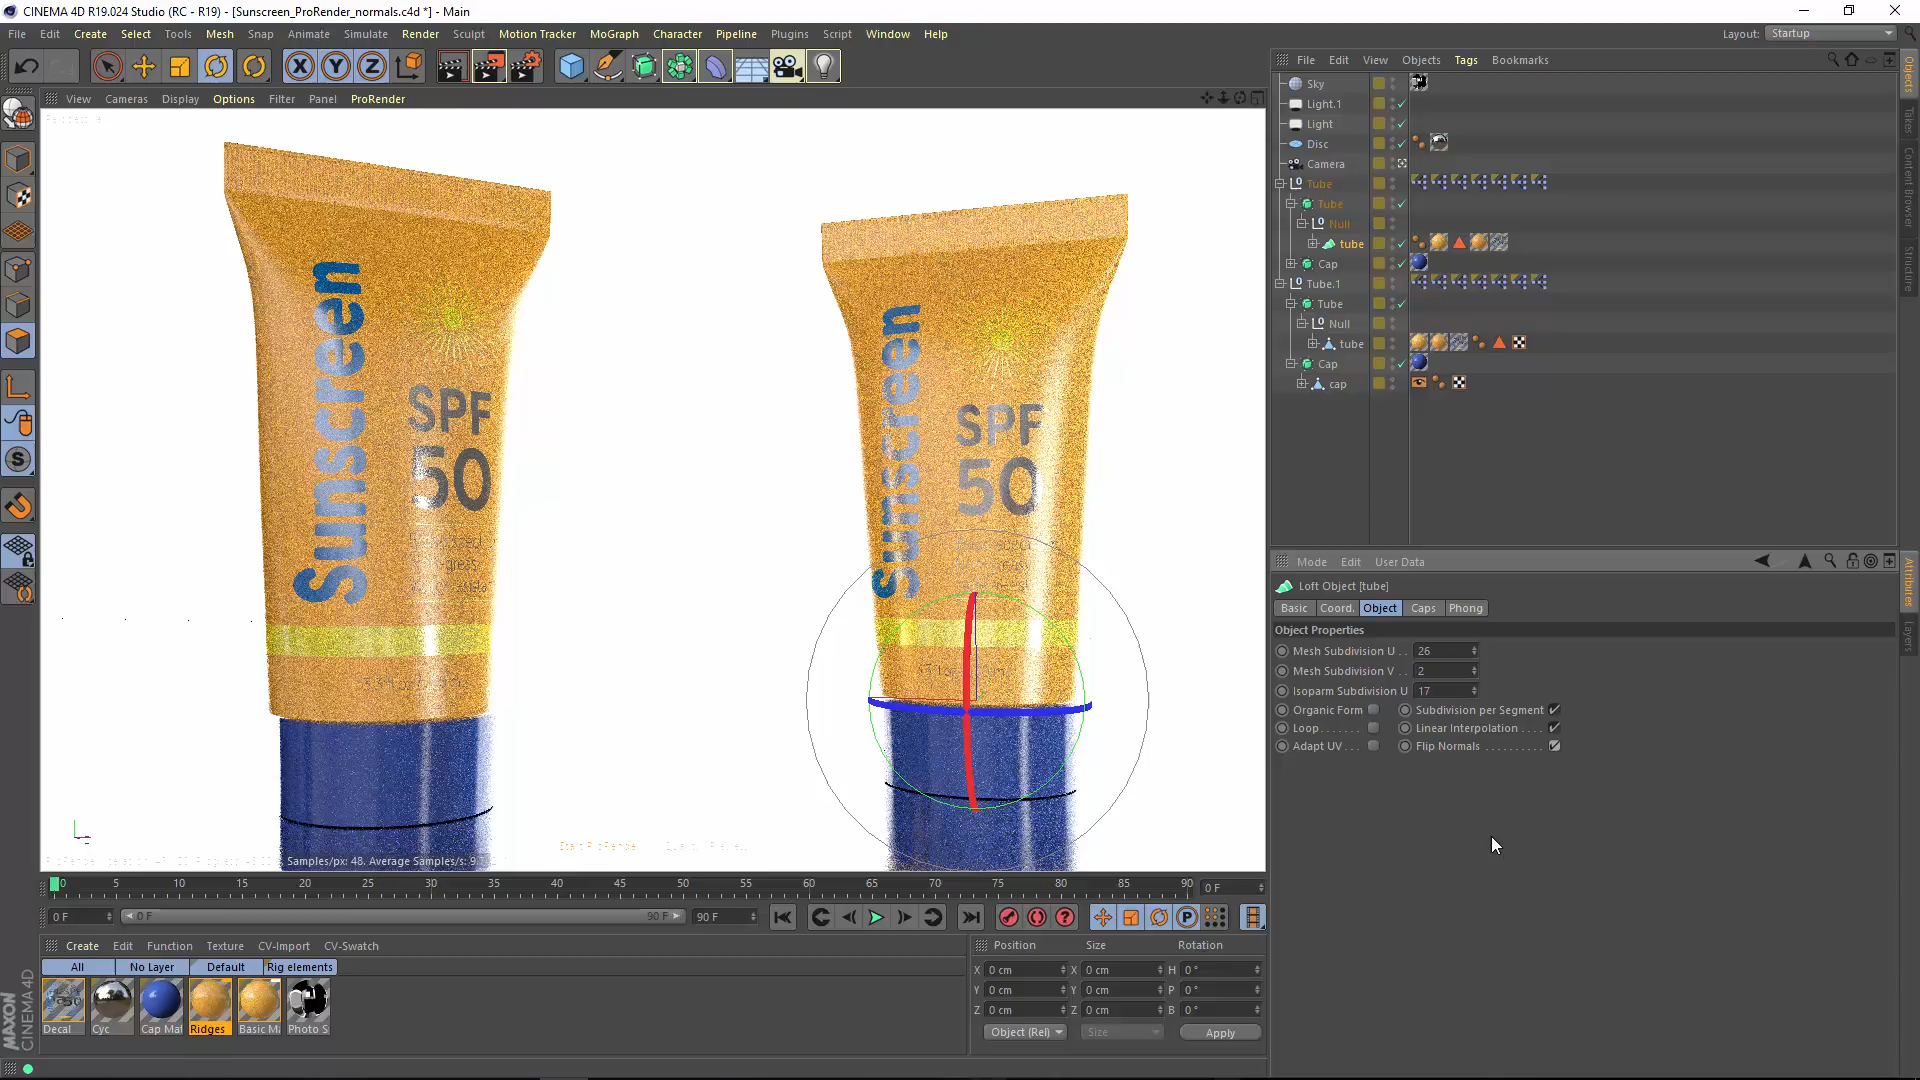 CINEMA 4D R19.024 Studio (RC - R19) - [Sunscreen_ProRender_normals.c4d *] - Main
File Edit Create Select Tools Mesh Snap Animate Simulate Render Sculpt Motion Tracker MoGraph Character Pipeline Plugins Script Window Help
Layout: Startup
X Y Z
View Cameras Display Options Filter Panel ProRender
Perspective
Sunscreen
SPF
50
Sunscreen
SPF
50
Samples/px: 48, Average Samples/s: 9.
0 5 10 15 20 25 30 35 40 45 50 55 60 65 70 75 80 85 90 0 F
0 F 0 F 90 F 90 F
Create Edit Function Texture CV-Import CV-Swatch
All No Layer Default Rig elements
Decal Cyc Cap Mat Ridges Basic Ma Photo S
Position Size Rotation
X 0 cm X 0 cm H 0 °
Y 0 cm Y 0 cm P 0 °
Z 0 cm Z 0 cm B 0 °
Object (Rel) Size Apply
MAXON
CINEMA 4D
File Edit View Objects Tags Bookmarks
Sky
Light.1
Light
Disc
Camera
Tube
Tube
Null
tube
Cap
Tube.1
Tube
Null
tube
Cap
cap
Objects
Takes
Content Browser
Structure
Mode Edit User Data
Loft Object [tube]
Basic Coord. Object Caps Phong
Object Properties
Mesh Subdivision U . . 26
Mesh Subdivision V . . 2
Isoparm Subdivision U 17
Organic Form Subdivision per Segment
Loop. . . . . . . Linear Interpolation . . . .
Adapt UV. . . . Flip Normals . . . . . . . . . .
Attributes
Layers